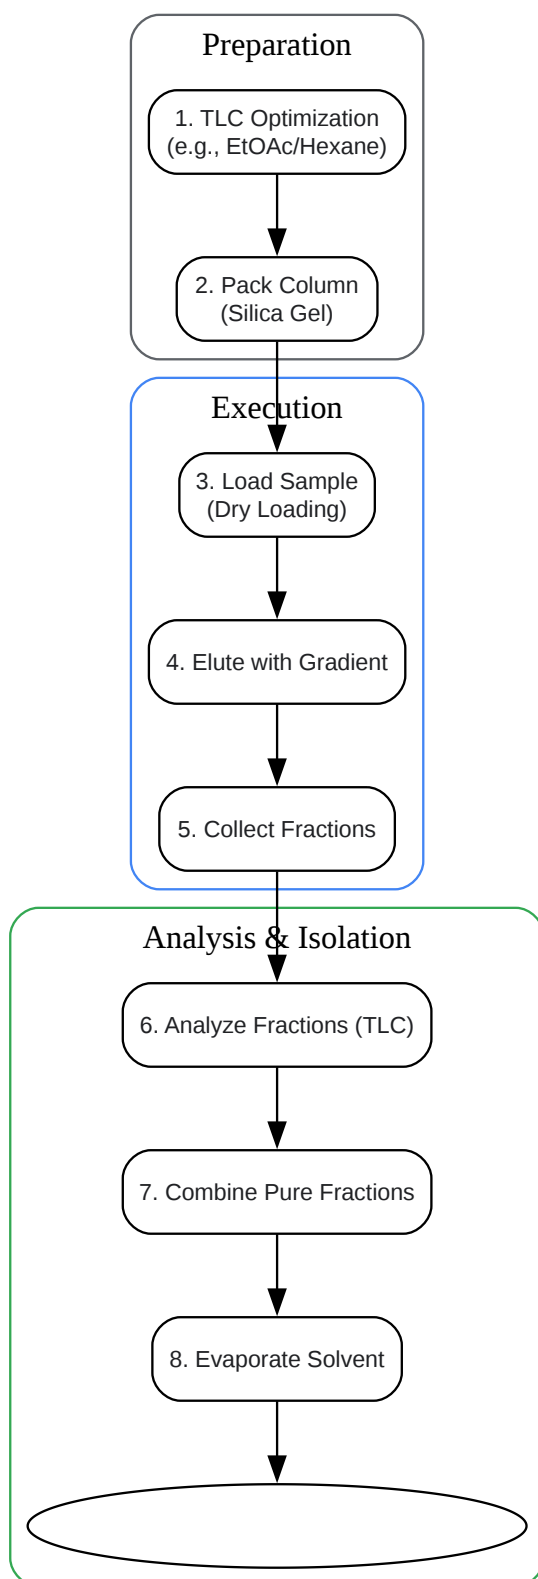 Preparation
1. TLC Optimization
(e.g., EtOAc/Hexane)
2. Pack Column
(Silica Gel)
Execution
3. Load Sample
(Dry Loading)
4. Elute with Gradient
5. Collect Fractions
Analysis & Isolation
6. Analyze Fractions (TLC)
7. Combine Pure Fractions
8. Evaporate Solvent